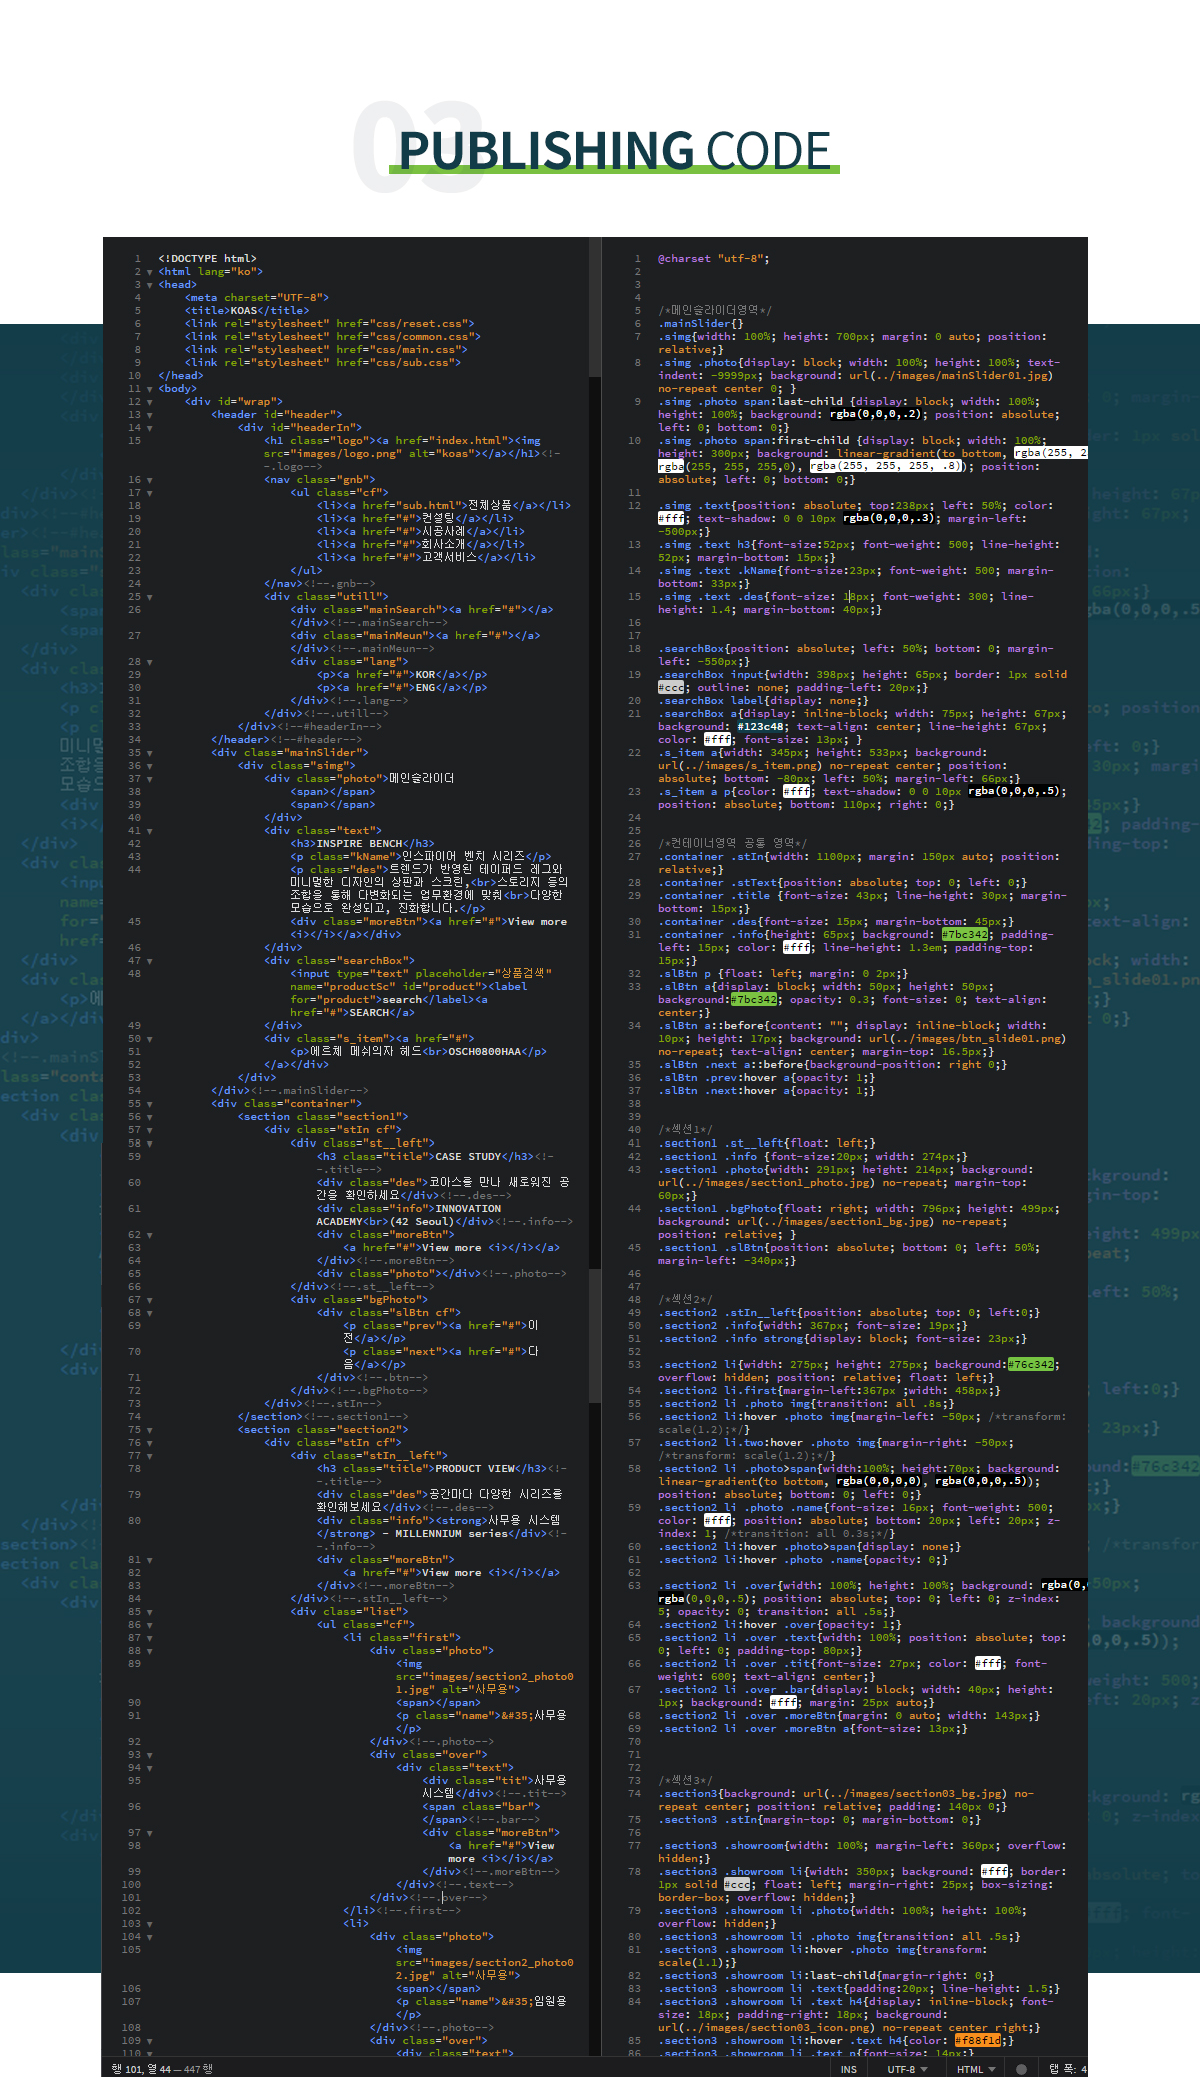 03
PUBLISHING CODE
1 <!DOCTYPE html>
2 <html lang="ko">
3 <head>
4 <meta charset="UTF-8">
5 <title>KOAS</title>
6 <link rel="stylesheet" href="css/reset.css">
7 <link rel="stylesheet" href="css/common.css">
8 <link rel="stylesheet" href="css/main.css">
9 <link rel="stylesheet" href="css/sub.css">
10 </head>
11 <body>
12 <div id="wrap">
13 <header id="header">
14 <div id="headerIn">
15 <h1 class="logo"><a href="index.html"><img
src="images/logo.png" alt="koas"></a></h1><!-
-.logo-->
16 <nav class="gnb">
17 <ul class="cf">
18 <li><a href="sub.html">전체상품</a></li>
19 <li><a href="#">컨설팅</a></li>
20 <li><a href="#">시공사례</a></li>
21 <li><a href="#">회사소개</a></li>
22 <li><a href="#">고객서비스</a></li>
23 </ul>
24 </nav><!--.gnb-->
25 <div class="utill">
26 <div class="mainSearch"><a href="#"></a>
</div><!--.mainSearch-->
27 <div class="mainMeun"><a href="#"></a>
</div><!--.mainMeun-->
28 <div class="lang">
29 <p><a href="#">KOR</a></p>
30 <p><a href="#">ENG</a></p>
31 </div><!--.lang-->
32 </div><!--.utill-->
33 </div><!--#headerIn-->
34 </header><!--#header-->
35 <div class="mainSlider">
36 <div class="simg">
37 <div class="photo">메인슬라이더
38 <span></span>
39 <span></span>
40 </div>
41 <div class="text">
42 <h3>INSPIRE BENCH</h3>
43 <p class="kName">인스파이어 벤치 시리즈</p>
44 <p class="des">트렌드가 반영된 테이퍼드 레그와
미니멀한 디자인의 상판과 스크린,<br>스토리지 등의
조합을 통해 다변화되는 업무환경에 맞춰<br>다양한
모습으로 완성되고, 진화합니다.</p>
45 <div class="moreBtn"><a href="#">View more
<i></i></a></div>
46 </div>
47 <div class="searchBox">
48 <input type="text" placeholder="상품검색"
name="productSc" id="product"><label
for="product">search</label><a
href="#">SEARCH</a>
49 </div>
50 <div class="s_item"><a href="#">
51 <p>에트체 메쉬의자 헤드<br>OSCH0800HAA</p>
52 </a></div>
53 </div>
54 </div><!--.mainSlider-->
55 <div class="container">
56 <section class="section1">
57 <div class="stIn cf">
58 <div class="st__left">
59 <h3 class="title">CASE STUDY</h3><!-
-.title-->
60 <div class="des">코아스를 만나 새로워진 공
간을 확인하세요</div><!--.des-->
61 <div class="info">INNOVATION
ACADEMY<br>(42 Seoul)</div><!--.info-->
62 <div class="moreBtn">
63 <a href="#">View more <i></i></a>
64 </div><!--.moreBtn-->
65 <div class="photo"></div><!--.photo-->
66 </div><!--.st__left-->
67 <div class="bgPhoto">
68 <div class="slBtn cf">
69 <p class="prev"><a href="#">이
전</a></p>
70 <p class="next"><a href="#">다
음</a></p>
71 </div><!--.btn-->
72 </div><!--.bgPhoto-->
73 </div><!--.stIn-->
74 </section><!--.section1-->
75 <section class="section2">
76 <div class="stIn cf">
77 <div class="stIn__left">
78 <h3 class="title">PRODUCT VIEW</h3><!-
-.title-->
79 <div class="des">공간마다 다양한 시리즈를
확인해보세요</div><!--.des-->
80 <div class="info"><strong>사무용 시스템
</strong> - MILLENNIUM series</div><!-
-.info-->
81 <div class="moreBtn">
82 <a href="#">View more <i></i></a>
83 </div><!--.moreBtn-->
84 </div><!--.stIn__left-->
85 <div class="list">
86 <ul class="cf">
87 <li class="first">
88 <div class="photo">
89 <img
src="images/section2_photo0
1.jpg" alt="사무용">
90 <span></span>
91 <p class="name">&#35;사무용
</p>
92 </div><!--.photo-->
93 <div class="over">
94 <div class="text">
95 <div class="tit">사무용
시스템</div><!--.tit-->
96 <span class="bar">
</span><!--.bar-->
97 <div class="moreBtn">
98 <a href="#">View
more <i></i></a>
99 </div><!--.moreBtn-->
100 </div><!--.text-->
101 </div><!--.over-->
102 </li><!--.first-->
103 <li>
104 <div class="photo">
105 <img
src="images/section2_photo0
2.jpg" alt="사무용">
106 <span></span>
107 <p class="name">&#35;임원용
</p>
108 </div><!--.photo-->
109 <div class="over">
110 <div class="text">
1 @charset "utf-8";
2
3
4
5 /*메인슬라이더영역*/
6 .mainSlider{}
7 .simg{width: 100%; height: 700px; margin: 0 auto; position:
relative;}
8 .simg .photo{display: block; width: 100%; height: 100%; text-
indent: -9999px; background: url(../images/mainSlider01.jpg)
no-repeat center 0; }
9 .simg .photo span:last-child {display: block; width: 100%;
height: 100%; background: rgba(0,0,0,.2); position: absolute;
left: 0; bottom: 0;}
10 .simg .photo span:first-child {display: block; width: 100%;
height: 300px; background: linear-gradient(to bottom, rgba(255, 2
rgba(255, 255, 255,0), rgba(255, 255, 255, .8)); position:
absolute; left: 0; bottom: 0;}
11
12 .simg .text{position: absolute; top:238px; left: 50%; color:
#fff; text-shadow: 0 0 10px rgba(0,0,0,.3); margin-left:
-500px;}
13 .simg .text h3{font-size:52px; font-weight: 500; line-height:
52px; margin-bottom: 15px;}
14 .simg .text .kName{font-size:23px; font-weight: 500; margin-
bottom: 33px;}
15 .simg .text .des{font-size: 18px; font-weight: 300; line-
height: 1.4; margin-bottom: 40px;}
16
17
18 .searchBox{position: absolute; left: 50%; bottom: 0; margin-
left: -550px;}
19 .searchBox input{width: 398px; height: 65px; border: 1px solid
#ccc; outline: none; padding-left: 20px;}
20 .searchBox label{display: none;}
21 .searchBox a{display: inline-block; width: 75px; height: 67px;
background: #123c48; text-align: center; line-height: 67px;
color: #fff; font-size: 13px; }
22 .s_item a{width: 345px; height: 533px; background:
url(../images/s_item.png) no-repeat center; position:
absolute; bottom: -80px; left: 50%; margin-left: 66px;}
23 .s_item a p{color: #fff; text-shadow: 0 0 10px rgba(0,0,0,.5);
position: absolute; bottom: 110px; right: 0;}
24
25
26 /*컨테이너영역 공통 영역*/
27 .container .stIn{width: 1100px; margin: 150px auto; position:
relative;}
28 .container .stText{position: absolute; top: 0; left: 0;}
29 .container .title {font-size: 43px; line-height: 30px; margin-
bottom: 15px;}
30 .container .des{font-size: 15px; margin-bottom: 45px;}
31 .container .info{height: 65px; background: #7bc342; padding-
left: 15px; color: #fff; line-height: 1.3em; padding-top:
15px;}
32 .slBtn p {float: left; margin: 0 2px;}
33 .slBtn a{display: block; width: 50px; height: 50px;
background:#7bc342; opacity: 0.3; font-size: 0; text-align:
center;}
34 .slBtn a::before{content: ""; display: inline-block; width:
10px; height: 17px; background: url(../images/btn_slide01.png)
no-repeat; text-align: center; margin-top: 16.5px;}
35 .slBtn .next a::before{background-position: right 0;}
36 .slBtn .prev:hover a{opacity: 1;}
37 .slBtn .next:hover a{opacity: 1;}
38
39
40 /*섹션1*/
41 .section1 .st__left{float: left;}
42 .section1 .info {font-size:20px; width: 274px;}
43 .section1 .photo{width: 291px; height: 214px; background:
url(../images/section1_photo.jpg) no-repeat; margin-top:
60px;}
44 .section1 .bgPhoto{float: right; width: 796px; height: 499px;
background: url(../images/section1_bg.jpg) no-repeat;
position: relative; }
45 .section1 .slBtn{position: absolute; bottom: 0; left: 50%;
margin-left: -340px;}
46
47
48 /*섹션2*/
49 .section2 .stIn__left{position: absolute; top: 0; left:0;}
50 .section2 .info{width: 367px; font-size: 19px;}
51 .section2 .info strong{display: block; font-size: 23px;}
52
53 .section2 li{width: 275px; height: 275px; background:#76c342;
overflow: hidden; position: relative; float: left;}
54 .section2 li.first{margin-left:367px ;width: 458px;}
55 .section2 li .photo img{transition: all .8s;}
56 .section2 li:hover .photo img{margin-left: -50px; /*transform:
scale(1.2);*/}
57 .section2 li.two:hover .photo img{margin-right: -50px;
/*transform: scale(1.2);*/}
58 .section2 li .photo>span{width:100%; height:70px; background:
linear-gradient(to bottom, rgba(0,0,0,0), rgba(0,0,0,.5));
position: absolute; bottom: 0; left: 0;}
59 .section2 li .photo .name{font-size: 16px; font-weight: 500;
color: #fff; position: absolute; bottom: 20px; left: 20px; z-
index: 1; /*transition: all 0.3s;*/}
60 .section2 li:hover .photo>span{display: none;}
61 .section2 li:hover .photo .name{opacity: 0;}
62
63 .section2 li .over{width: 100%; height: 100%; background: rgba(0,
rgba(0,0,0,.5); position: absolute; top: 0; left: 0; z-index:
5; opacity: 0; transition: all .5s;}
64 .section2 li:hover .over{opacity: 1;}
65 .section2 li .over .text{width: 100%; position: absolute; top:
0; left: 0; padding-top: 80px;}
66 .section2 li .over .tit{font-size: 27px; color: #fff; font-
weight: 600; text-align: center;}
67 .section2 li .over .bar{display: block; width: 40px; height:
1px; background: #fff; margin: 25px auto;}
68 .section2 li .over .moreBtn{margin: 0 auto; width: 143px;}
69 .section2 li .over .moreBtn a{font-size: 13px;}
70
71
72
73 /*섹션3*/
74 .section3{background: url(../images/section03_bg.jpg) no-
repeat center; position: relative; padding: 140px 0;}
75 .section3 .stIn{margin-top: 0; margin-bottom: 0;}
76
77 .section3 .showroom{width: 100%; margin-left: 360px; overflow:
hidden;}
78 .section3 .showroom li{width: 350px; background: #fff; border:
1px solid #ccc; float: left; margin-right: 25px; box-sizing:
border-box; overflow: hidden;}
79 .section3 .showroom li .photo{width: 100%; height: 100%;
overflow: hidden;}
80 .section3 .showroom li .photo img{transition: all .5s;}
81 .section3 .showroom li:hover .photo img{transform:
scale(1.1);}
82 .section3 .showroom li:last-child{margin-right: 0;}
83 .section3 .showroom li .text{padding:20px; line-height: 1.5;}
84 .section3 .showroom li .text h4{display: inline-block; font-
size: 18px; padding-right: 18px; background:
url(../images/section03_icon.png) no-repeat center right;}
85 .section3 .showroom li:hover .text h4{color: #f88f1d;}
86 .section3 .showroom li .text p{font-size: 14px;
행 101, 열 44 — 447 행
INS UTF-8 HTML 탭 폭: 4